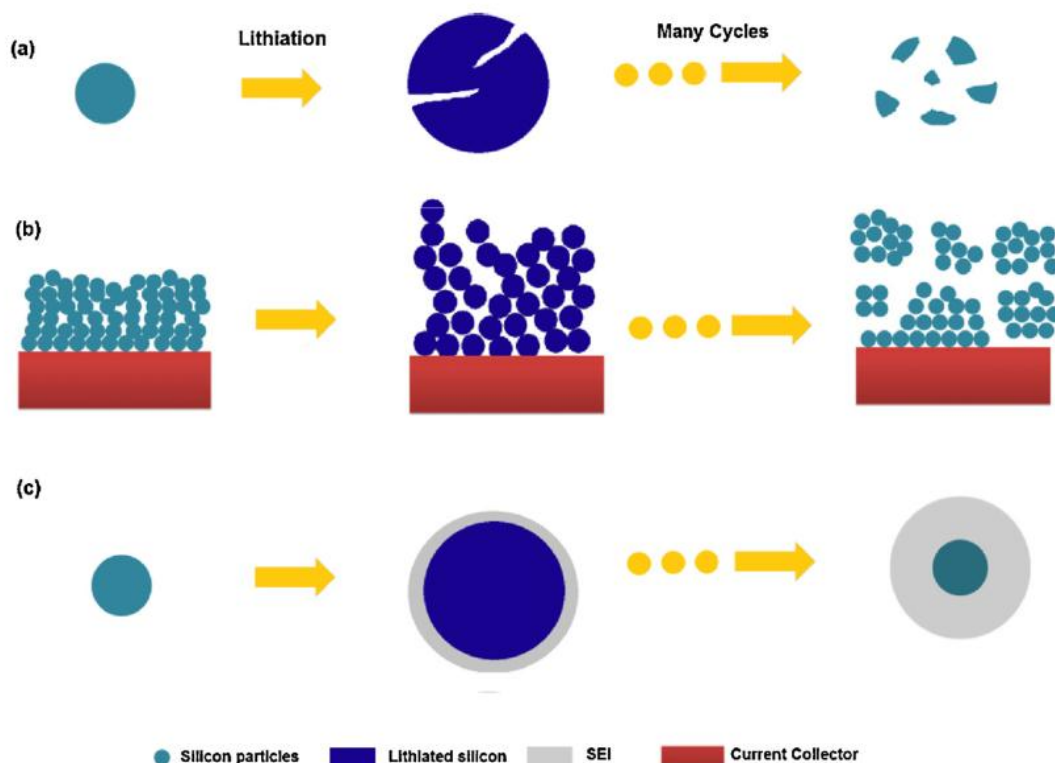 (a)
Lithiation
Many Cycles
(b)
(c)
Silicon particles
Lithiated silicon
SEI
Current Collector